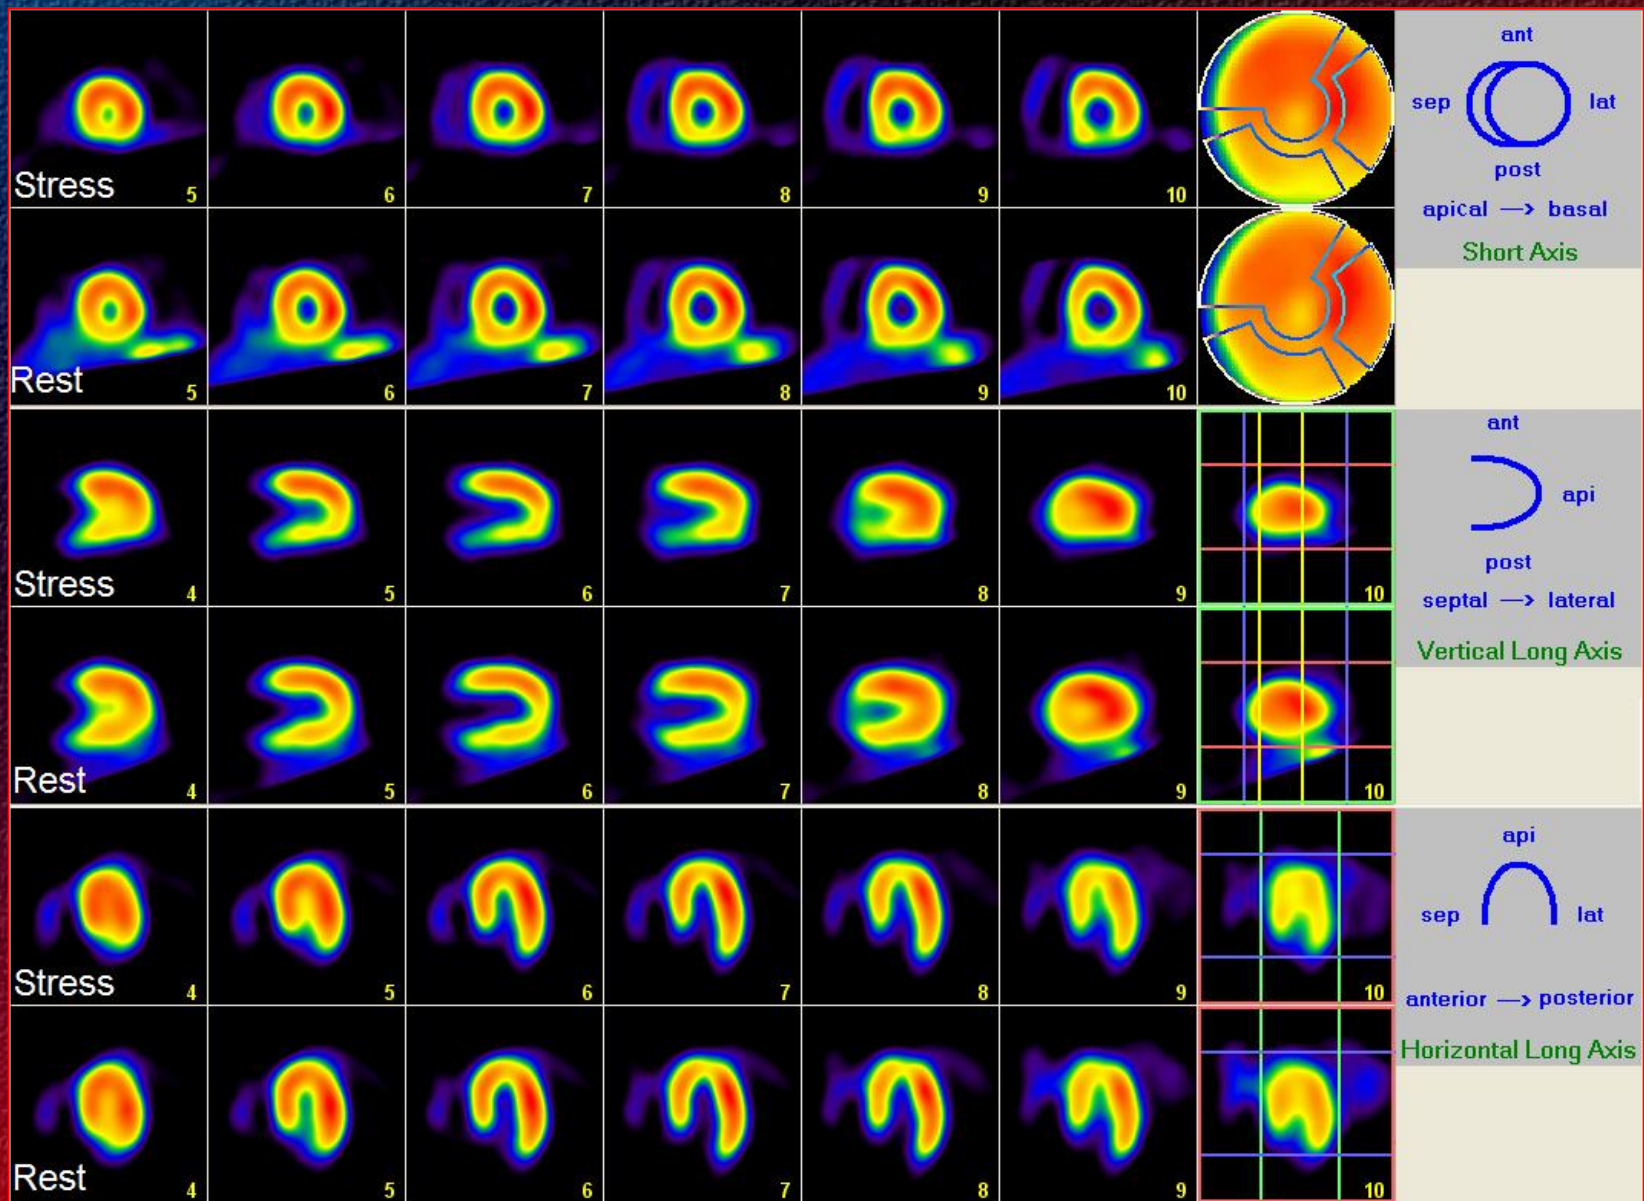 5 6 7 8 9 10
Stress
ant
sep lat
post
apical —> basal
Short Axis
5 6 7 8 9 10
Rest
4 5 6 7 8 9 10
Stress
ant
api
post
septal —> lateral
Vertical Long Axis
4 5 6 7 8 9 10
Rest
4 5 6 7 8 9 10
Stress
api
sep lat
anterior —> posterior
Horizontal Long Axis
4 5 6 7 8 9 10
Rest